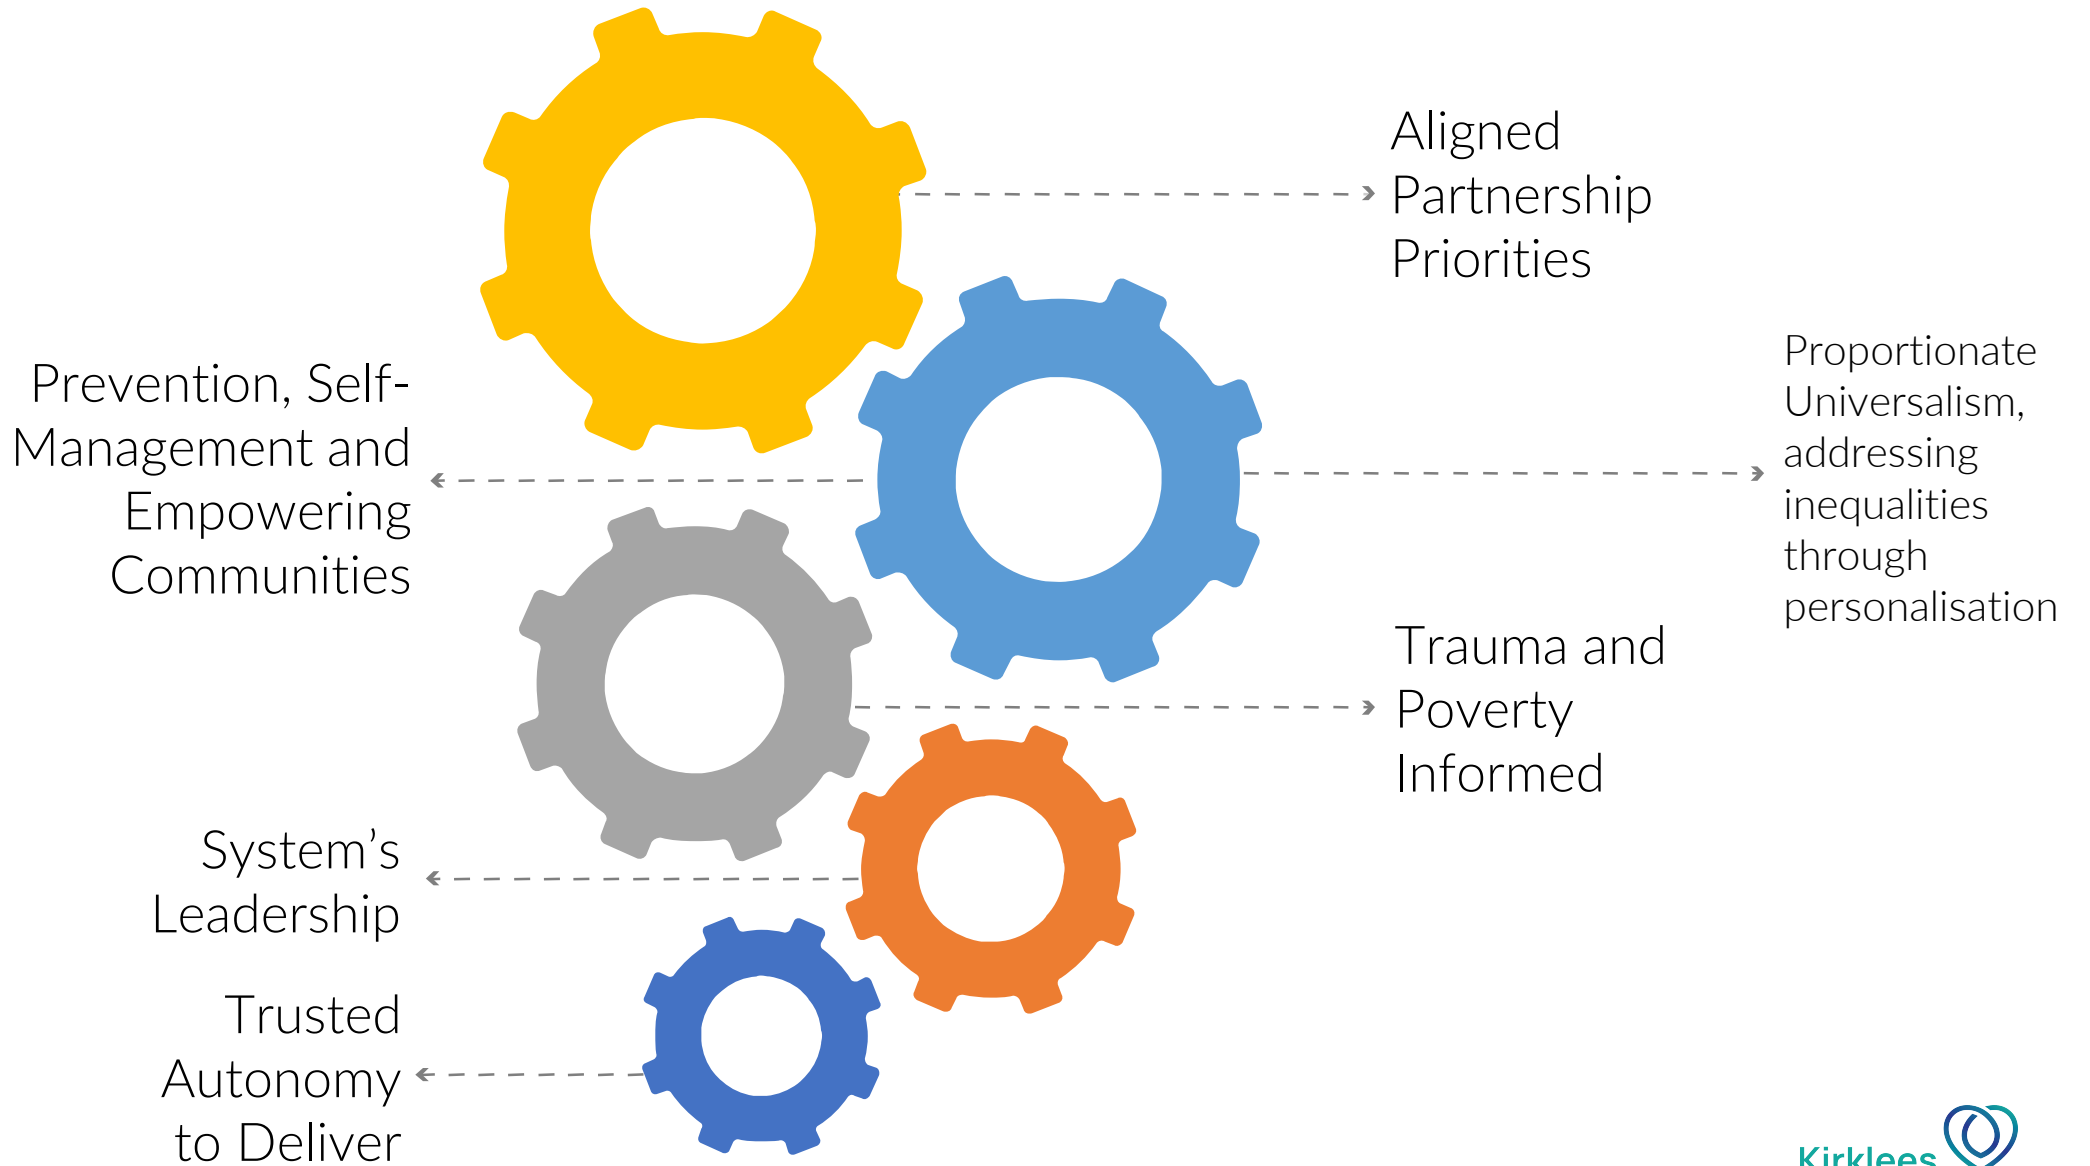 Aligned
Partnership
Priorities
Prevention, Self-
Management and
Empowering
Communities
Proportionate
Universalism,
addressing
inequalities
through
personalisation
Trauma and
Poverty
Informed
System’s
Leadership
Trusted
Autonomy
to Deliver
Kirklees